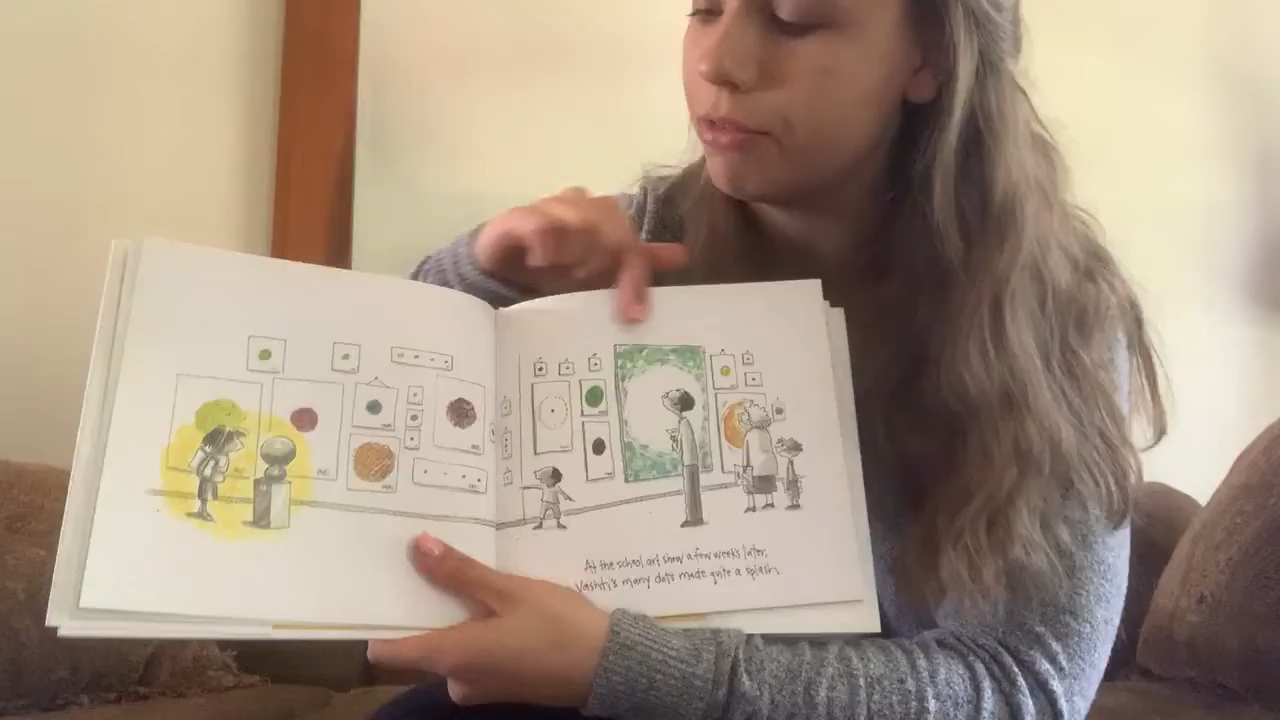 At the school art show a few weeks later,
Vashti's many dots made quite a splash.